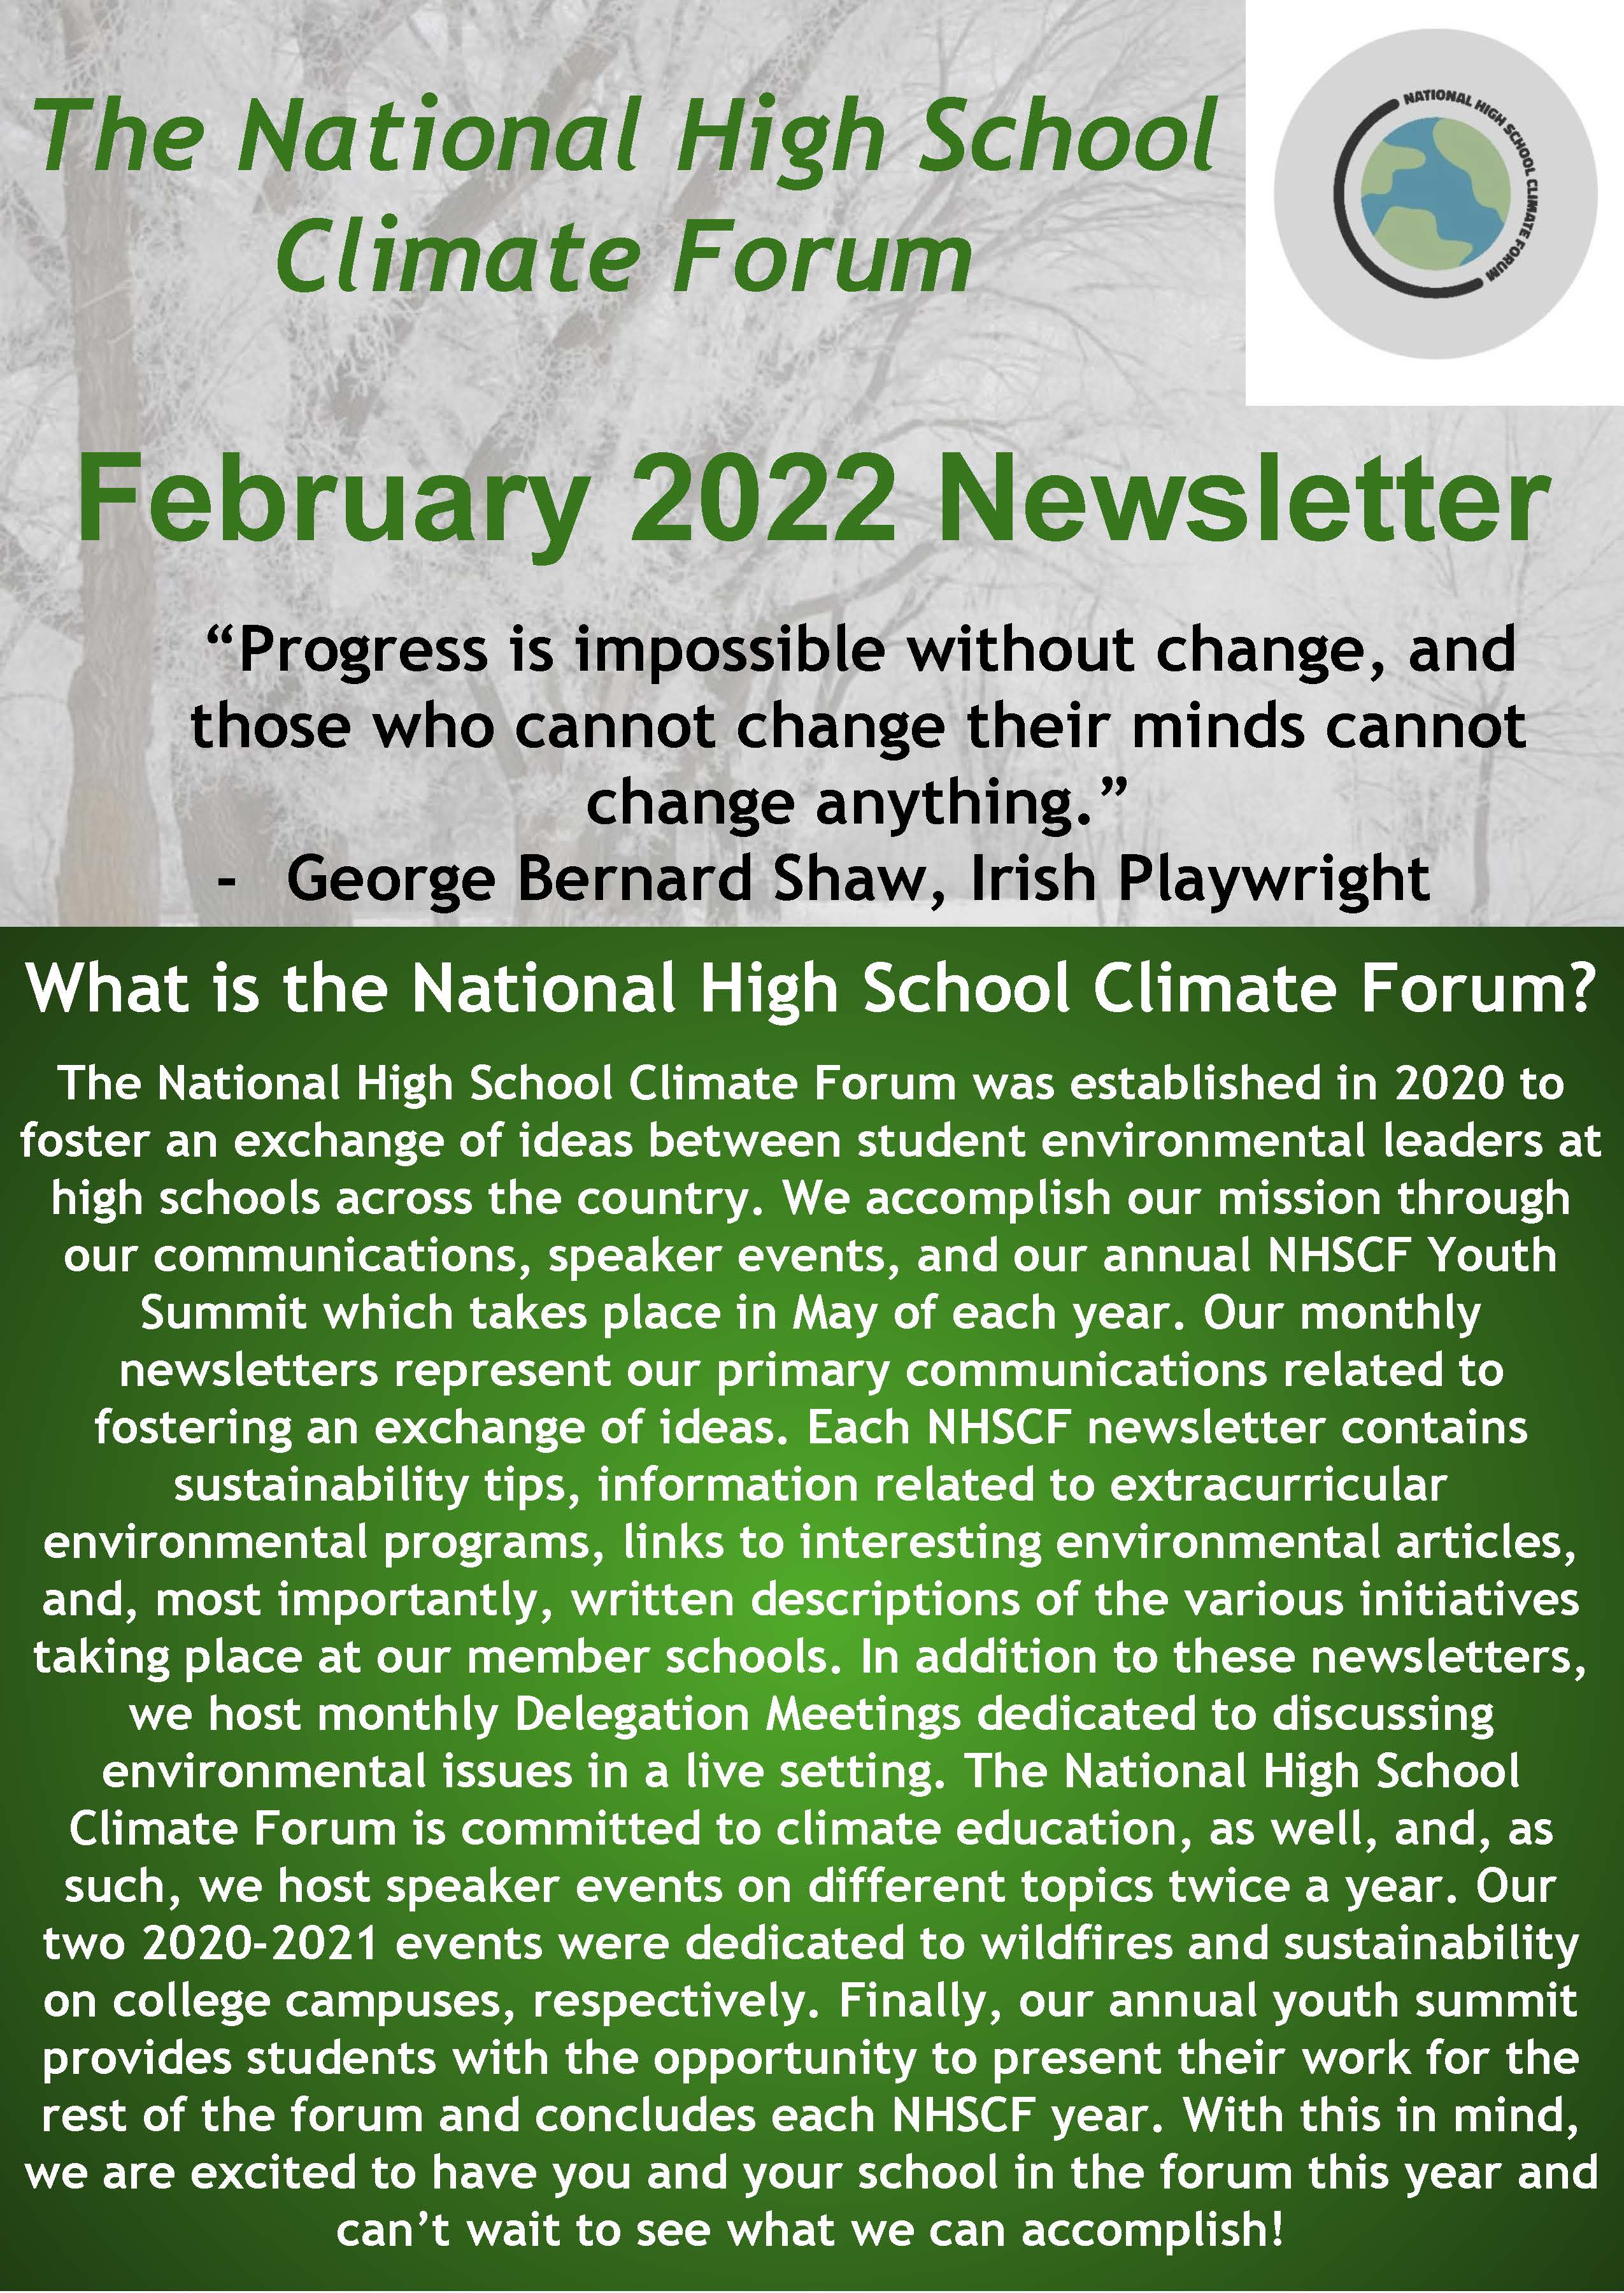 The National High School
Climate Forum
NATIONAL HIGH SCHOOL CLIMATE FORUM
February 2022 Newsletter
“Progress is impossible without change, and
those who cannot change their minds cannot
change anything.”
- George Bernard Shaw, Irish Playwright
What is the National High School Climate Forum?
The National High School Climate Forum was established in 2020 to
foster an exchange of ideas between student environmental leaders at
high schools across the country. We accomplish our mission through
our communications, speaker events, and our annual NHSCF Youth
Summit which takes place in May of each year. Our monthly
newsletters represent our primary communications related to
fostering an exchange of ideas. Each NHSCF newsletter contains
sustainability tips, information related to extracurricular
environmental programs, links to interesting environmental articles,
and, most importantly, written descriptions of the various initiatives
taking place at our member schools. In addition to these newsletters,
we host monthly Delegation Meetings dedicated to discussing
environmental issues in a live setting. The National High School
Climate Forum is committed to climate education, as well, and, as
such, we host speaker events on different topics twice a year. Our
two 2020-2021 events were dedicated to wildfires and sustainability
on college campuses, respectively. Finally, our annual youth summit
provides students with the opportunity to present their work for the
rest of the forum and concludes each NHSCF year. With this in mind,
we are excited to have you and your school in the forum this year and
can’t wait to see what we can accomplish!